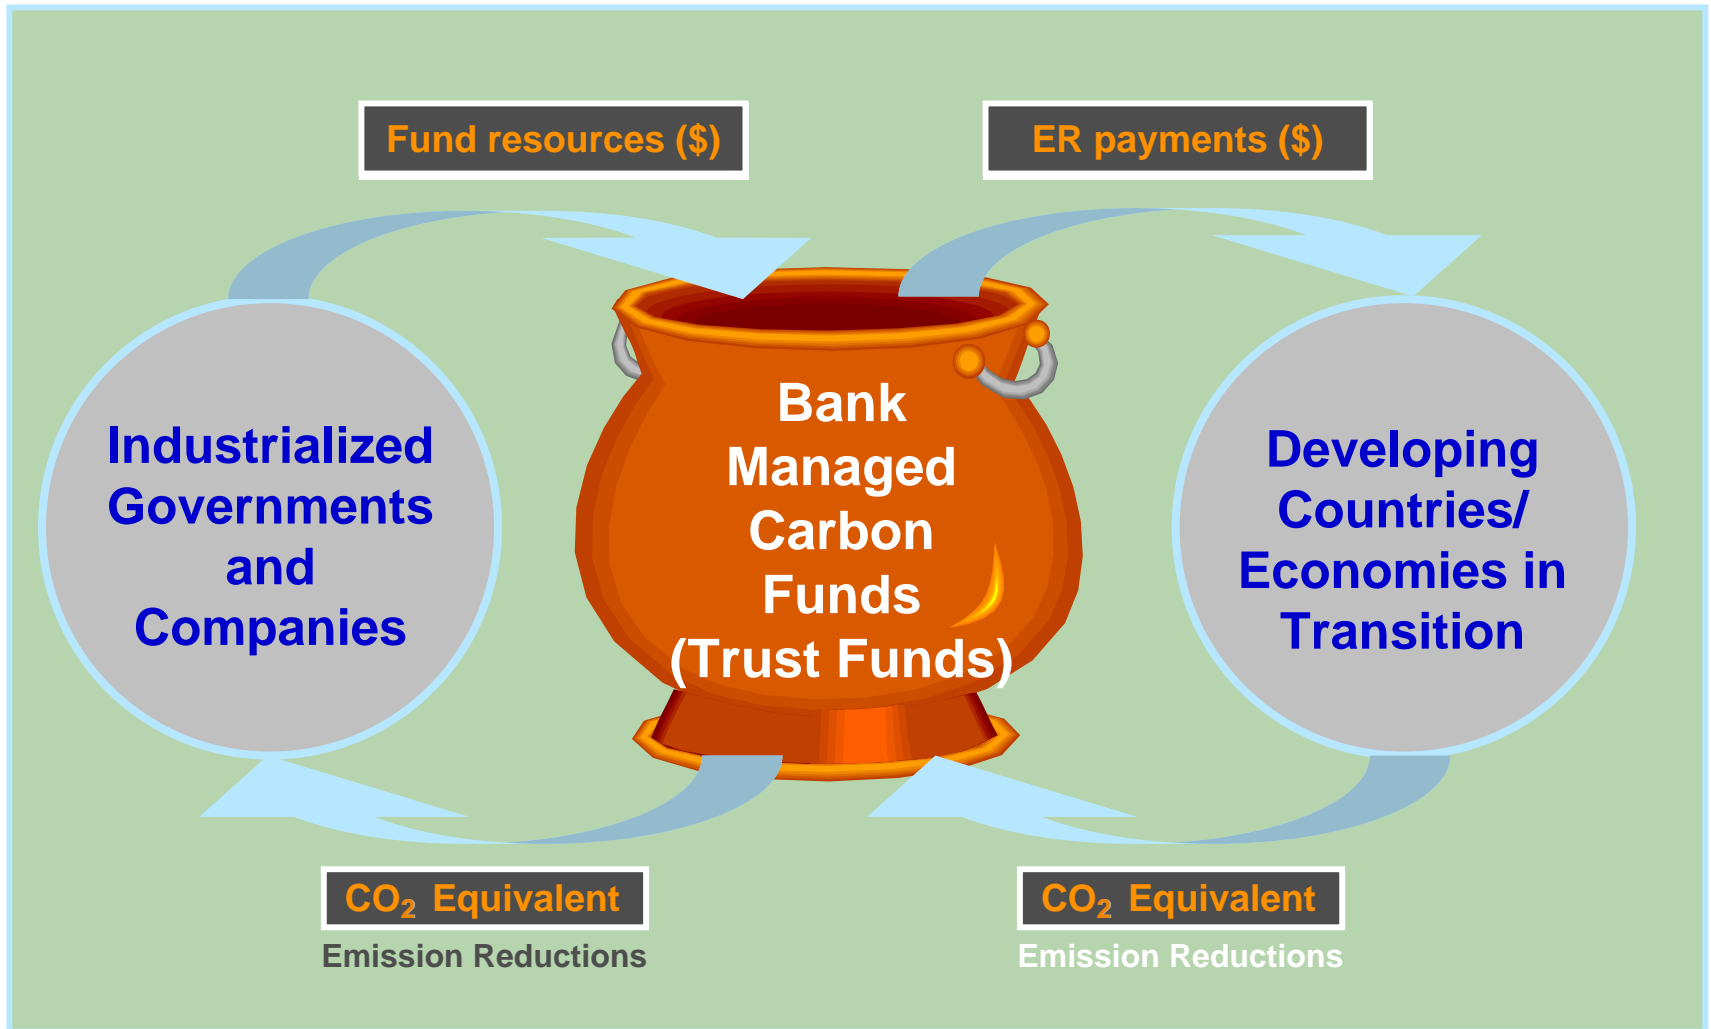 Fund resources ($)
ER payments ($)
Industrialized
Governments
and
Companies
Bank
Managed
Carbon
Funds
(Trust Funds)
Developing
Countries/
Economies in
Transition
CO₂ Equivalent
Emission Reductions
CO₂ Equivalent
Emission Reductions